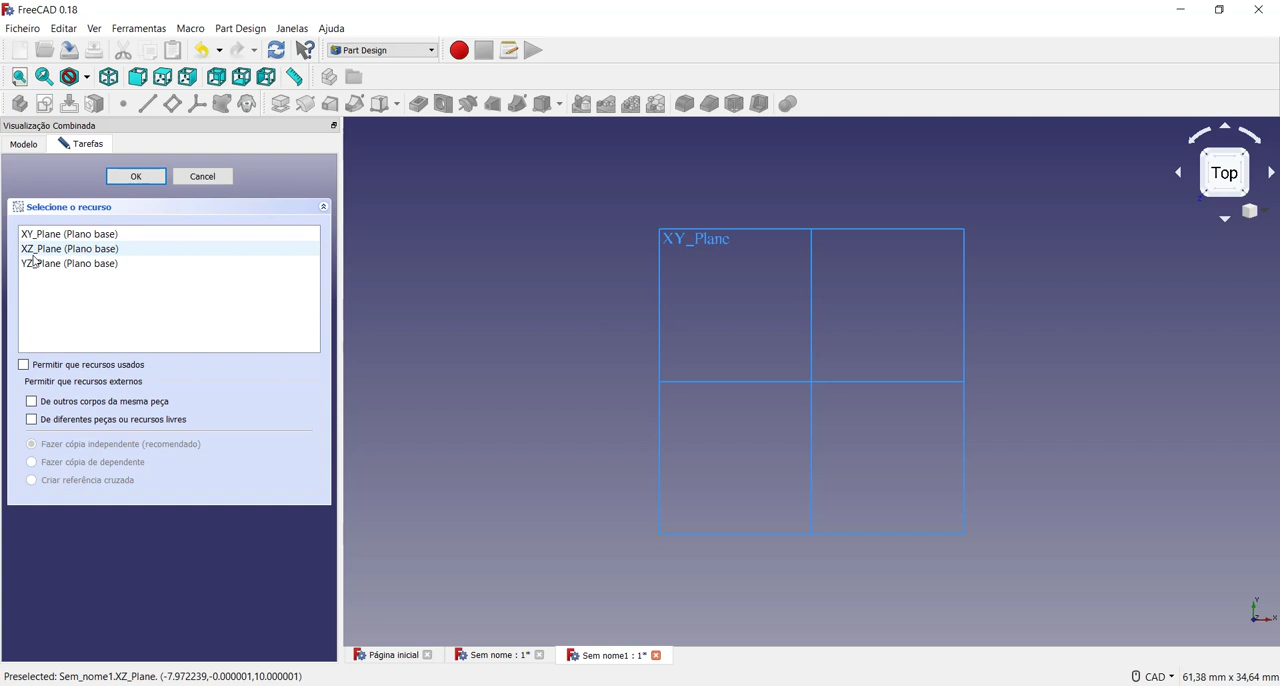 FreeCAD 0.18
Ficheiro Editar Ver Ferramentas Macro Part Design Janelas Ajuda
Part Design
Visualização Combinada
Modelo Tarefas
OK Cancel
Selecione o recurso
XY_Plane (Plano base)
XZ_Plane (Plano base)
YZ_Plane (Plano base)
Permitir que recursos usados
Permitir que recursos externos
De outros corpos da mesma peça
De diferentes peças ou recursos livres
Fazer cópia independente (recomendado)
Fazer cópia de dependente
Criar referência cruzada
XY_Plane
Top
Z
Y
X
Z
Página inicial Sem nome : 1* Sem nome1 : 1*
Preselected: Sem_nome1.XZ_Plane. (-7.972239,-0.000001,10.000001) CAD 61,38 mm x 34,64 mm